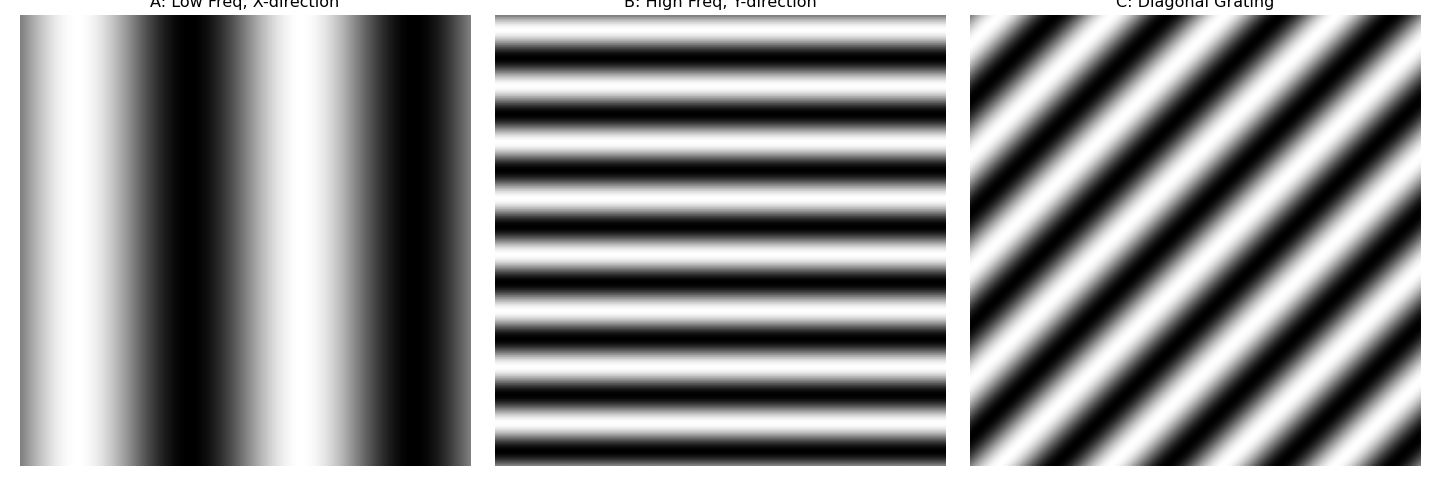 A: Low Freq, X-direction
B: High Freq, Y-direction
C: Diagonal Grating